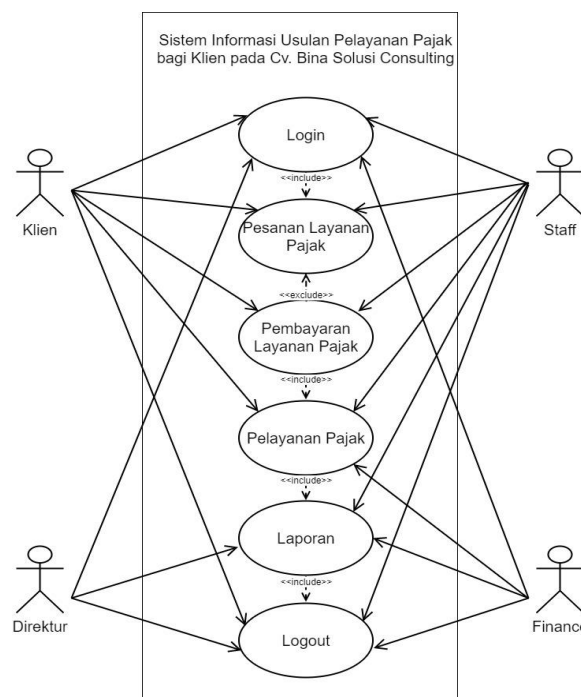 Sistem Informasi Usulan Pelayanan Pajak
bagi Klien pada Cv. Bina Solusi Consulting
Login
<<include>>
Klien
Staff
Pesanan Layanan
Pajak
<<exclude>>
Pembayaran
Layanan Pajak
<<include>>
Pelayanan Pajak
<<include>>
Laporan
<<include>>
Direktur
Finance
Logout